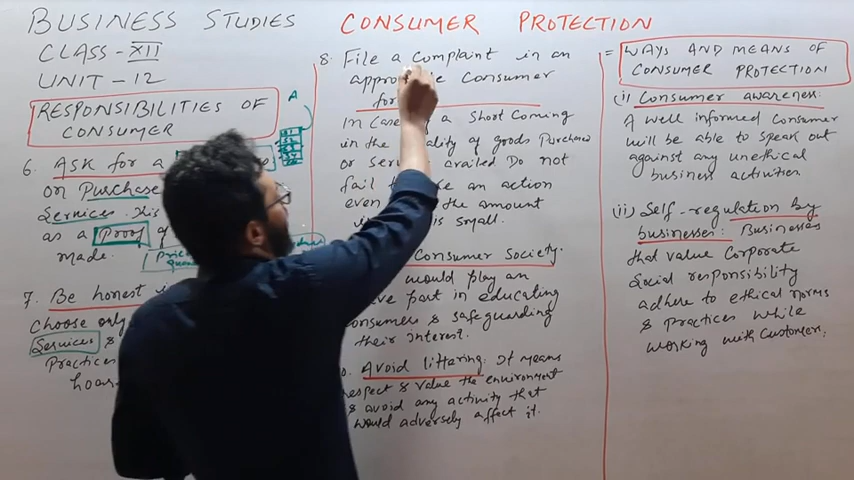 BUSINESS STUDIES
CONSUMER PROTECTION
CLASS-XII
UNIT-12
RESPONSIBILITIES OF
CONSUMER
A
6. ASK for a
on Purchase
Services. 
as a Proof
made.
7. Be honest
choose only
Services &
Practices
8. File a complaint in an
Consumer
In Case a Short Coming
in the of goods Purchased
or availed Do not
fail an action
even the amount
is small.
Consumer Society.
would play an
part in educating
Consumers & safeguarding
their interest.
Avoid littering: It means
respect & value the environment
& avoid any activity that
would adversely affect it.
= WAYS AND MEANS OF
CONSUMER PROTECTION
(i) Consumer awareness:
A well informed Consumer
will be able to speak out
against any unethical
business activities
(ii) Self-regulation by
businesses: Businesses
that value Corporate
Social responsibility
adhere to ethical norms
& practices while
working with customers.